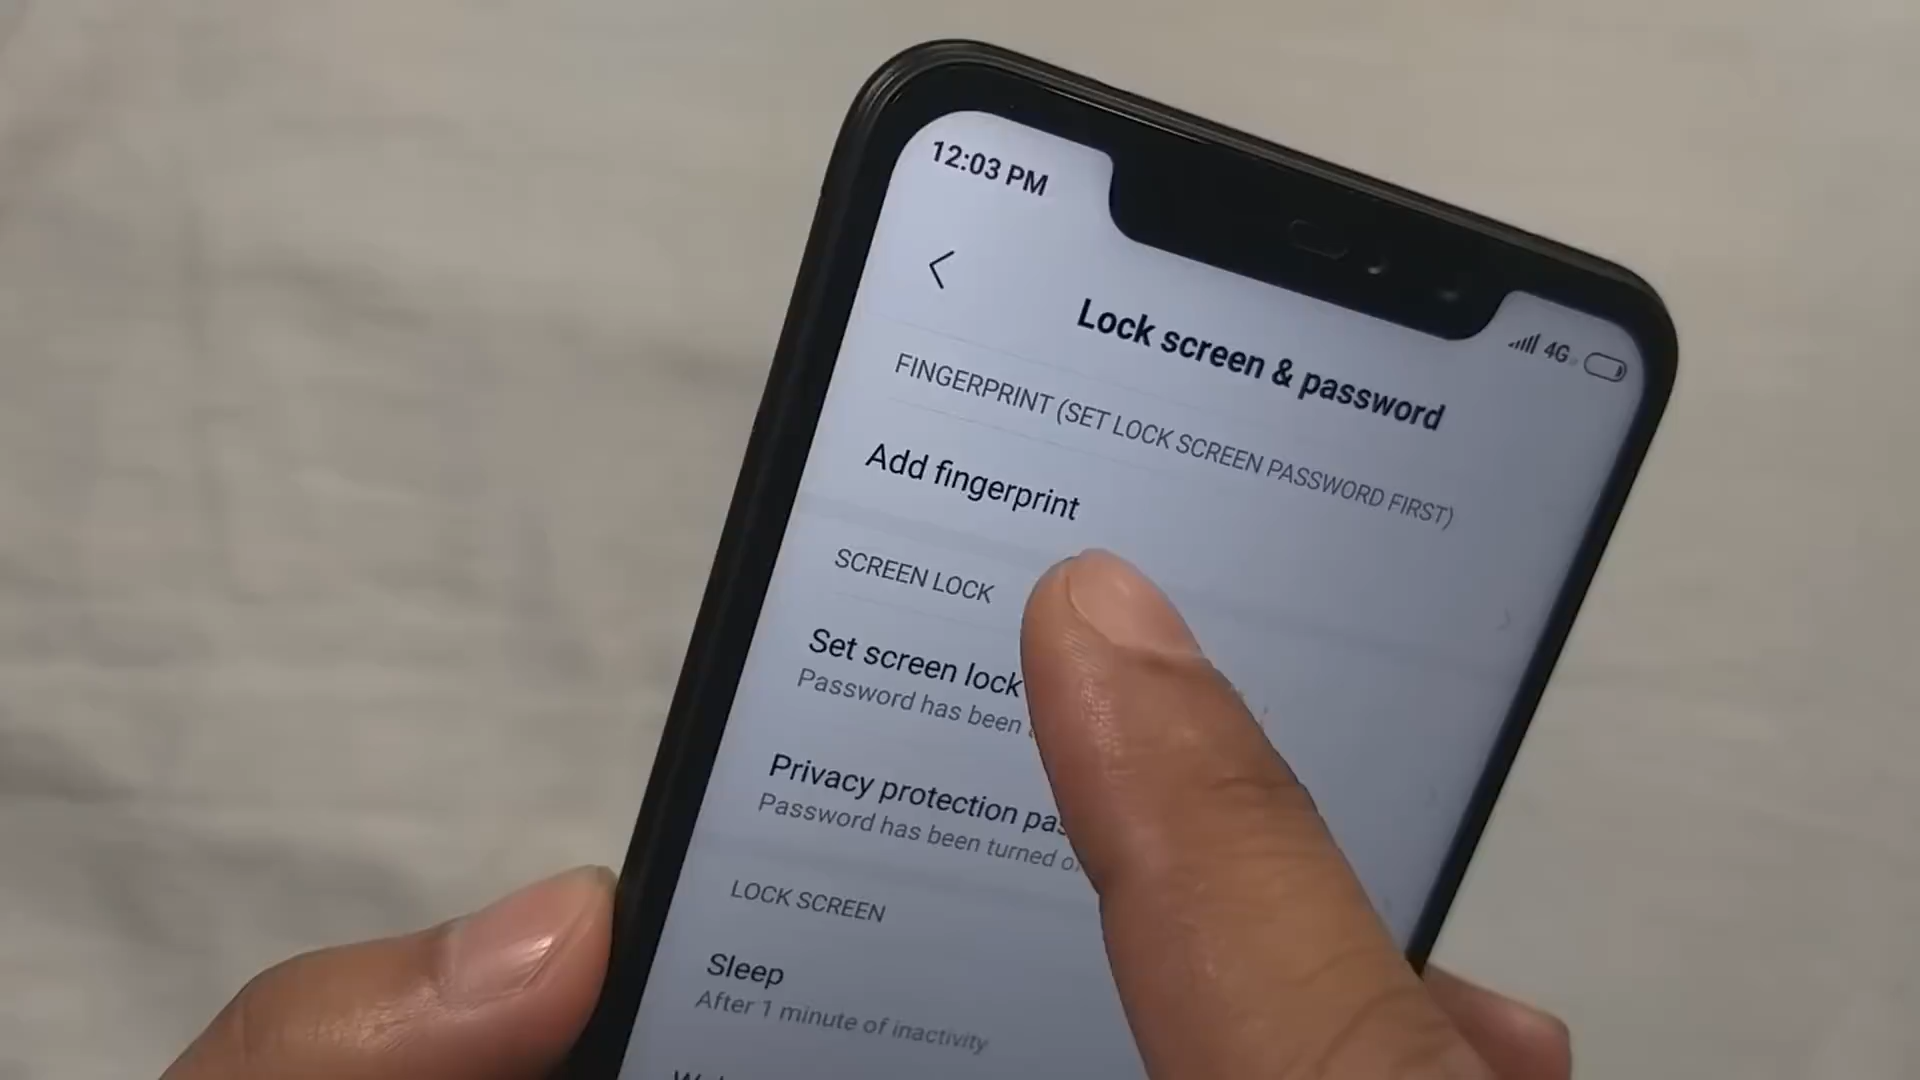 12:03 PM
4G
Lock screen & password
FINGERPRINT (SET LOCK SCREEN PASSWORD FIRST)
Add fingerprint
SCREEN LOCK
Set screen lock
Password has been
Privacy protection
Password has been turned
LOCK SCREEN
Sleep
After 1 minute of inactivity